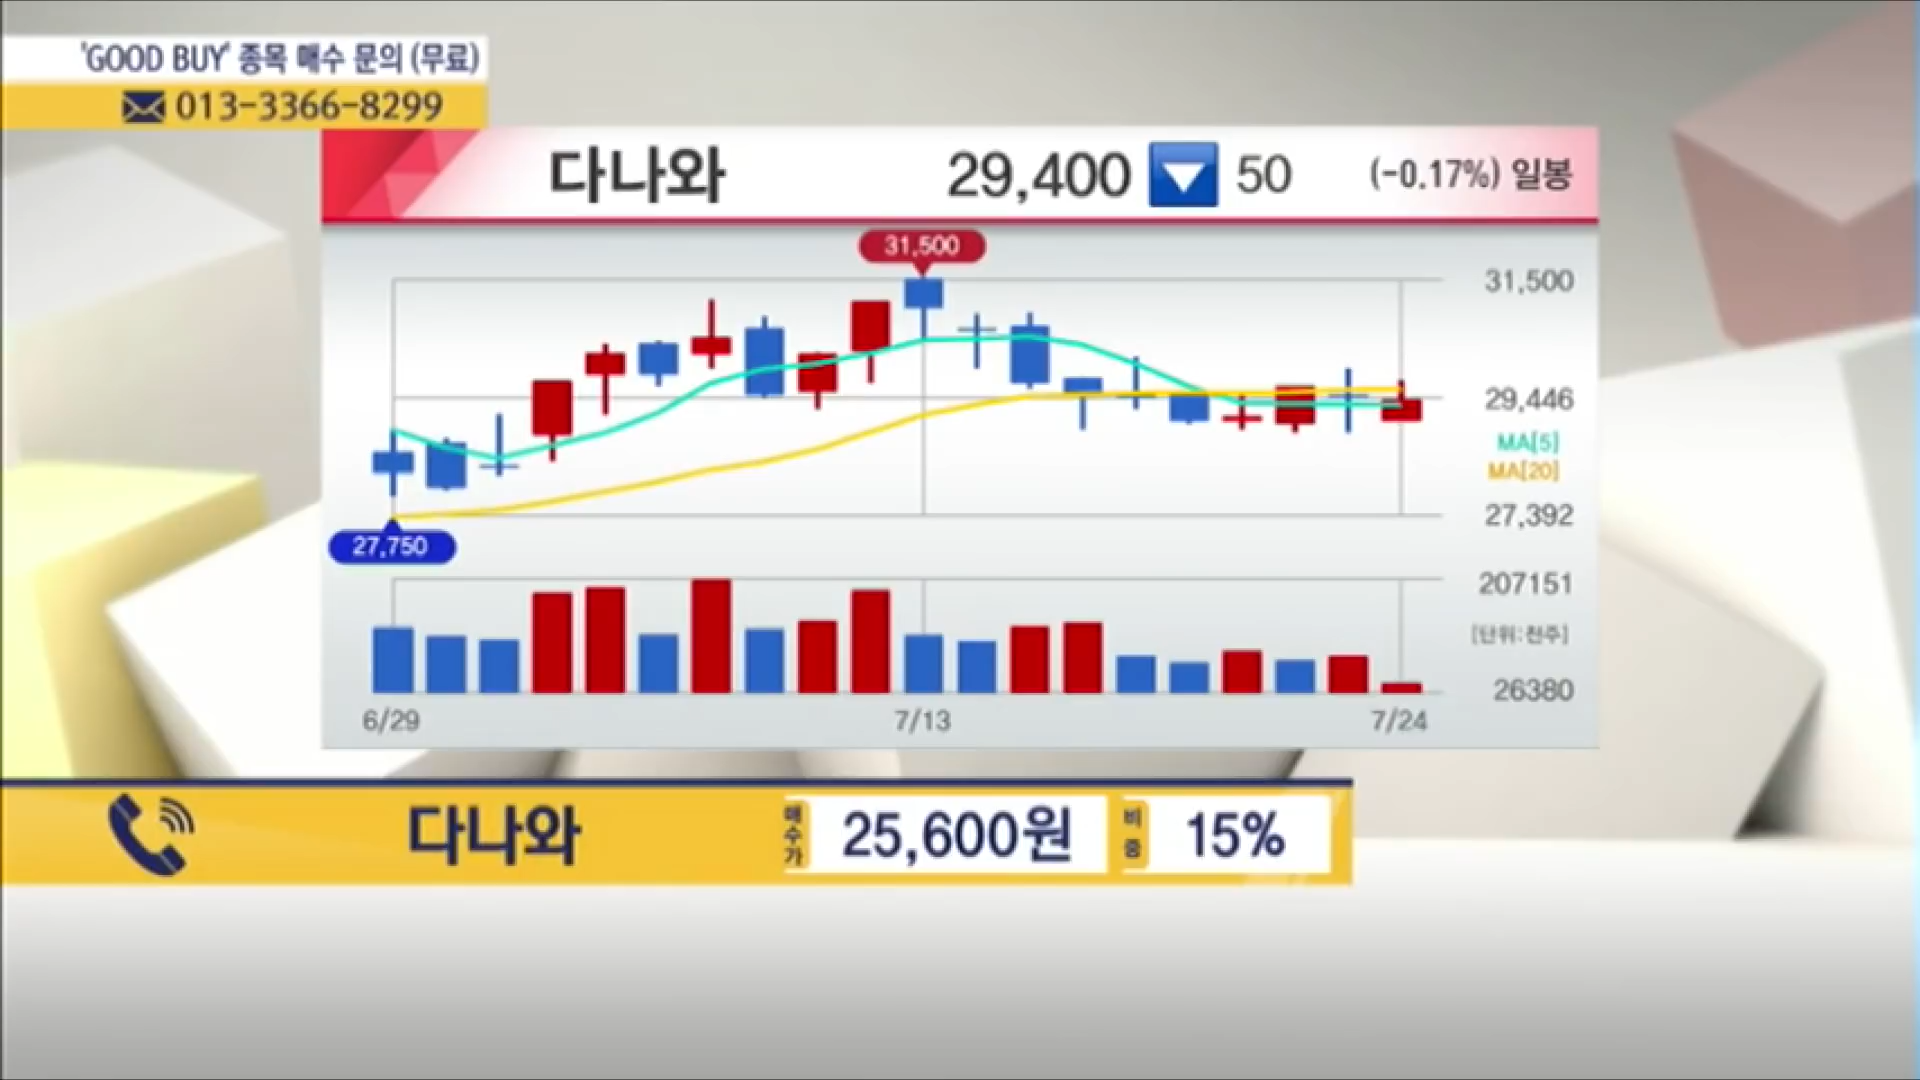 'GOOD BUY' 종목 매수 문의 (무료)
013-3366-8299
다나와 29,400 50 (-0.17%) 일봉
31,500
31,500
29,446
MA[5]
MA[20]
27,392
27,750
207151
[단위:천주]
26380
6/29 7/13 7/24
다나와 매수가 25,600원 비중 15%